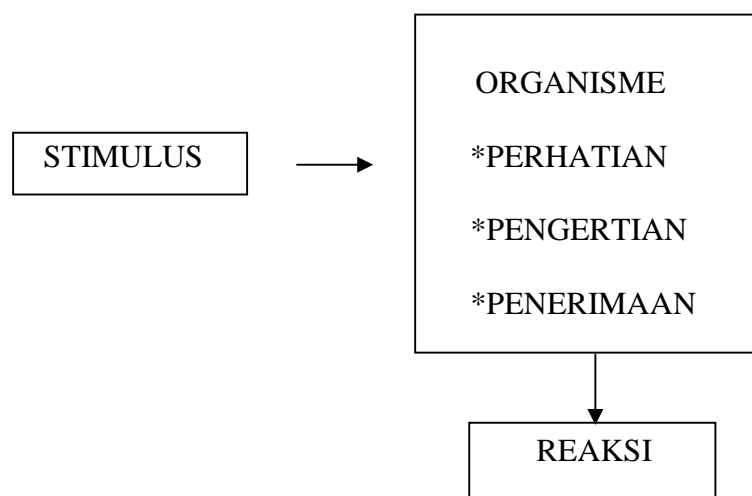 STIMULUS
ORGANISME
*PERHATIAN
*PENGERTIAN
*PENERIMAAN
REAKSI